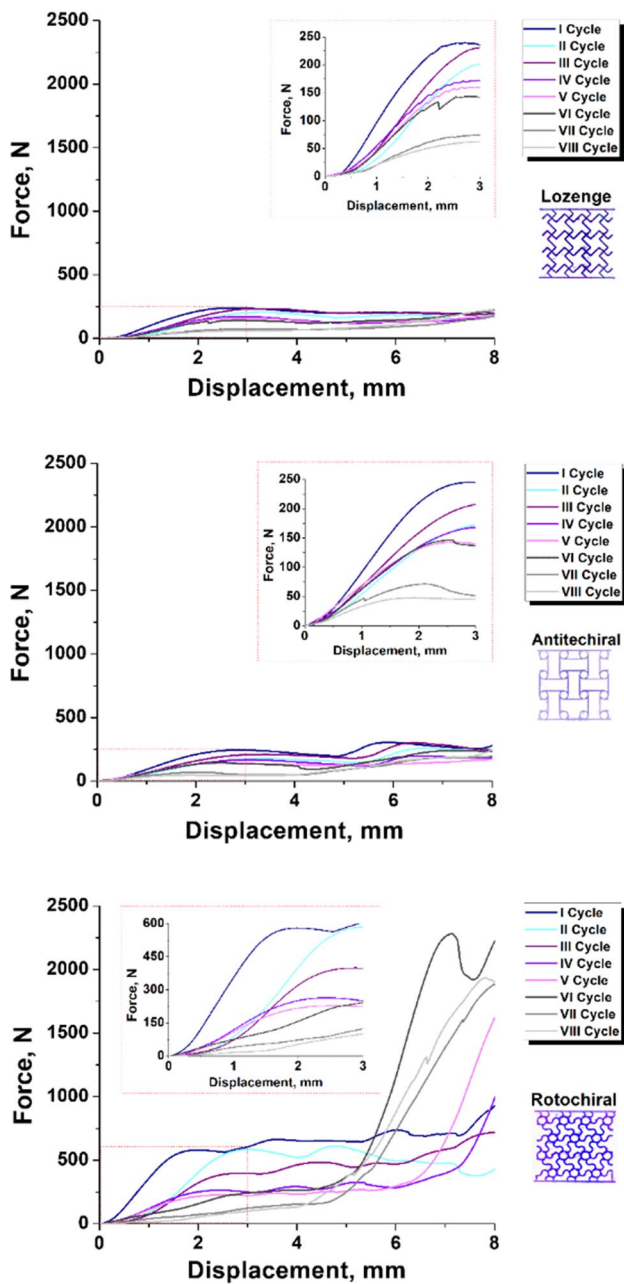 2500
2000
1500
1000
500
0
Force, N
0 2 4 6 8
Displacement, mm
250
200
150
100
50
0
Force, N
0 1 2 3
Displacement, mm
I Cycle
II Cycle
III Cycle
IV Cycle
V Cycle
VI Cycle
VII Cycle
VIII Cycle
Lozenge
2500
2000
1500
1000
500
0
Force, N
0 2 4 6 8
Displacement, mm
250
200
150
100
50
0
Force, N
0 1 2 3
Displacement, mm
I Cycle
II Cycle
III Cycle
IV Cycle
V Cycle
VI Cycle
VII Cycle
VIII Cycle
Antitechiral
2500
2000
1500
1000
500
0
Force, N
0 2 4 6 8
Displacement, mm
600
450
300
150
0
Force, N
0 1 2 3
Displacement, mm
I Cycle
II Cycle
III Cycle
IV Cycle
V Cycle
VI Cycle
VII Cycle
VIII Cycle
Rotochiral